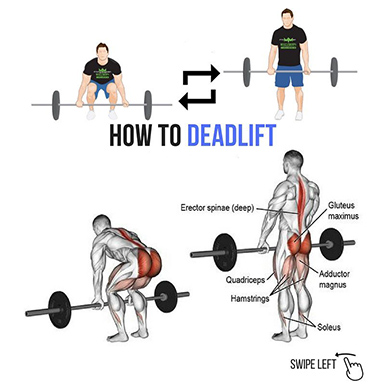 HOW TO DEADLIFT
Erector spinae (deep)
Gluteus
maximus
Quadriceps
Adductor
magnus
Hamstrings
Soleus
SWIPE LEFT